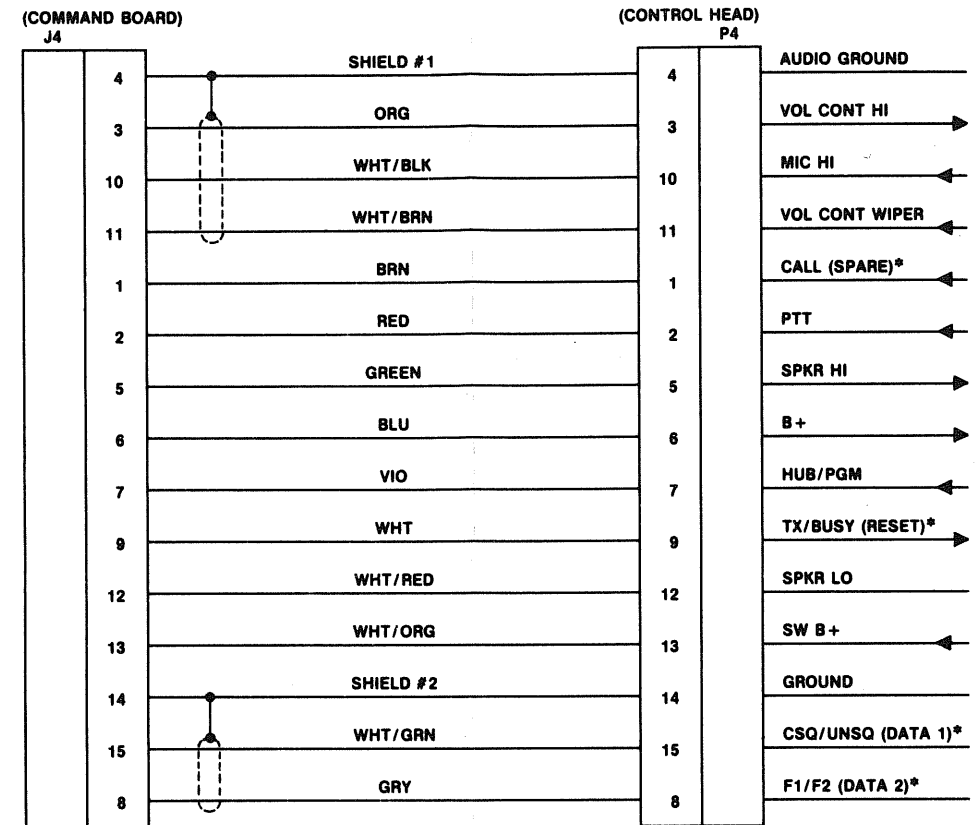 (COMMAND BOARD) (CONTROL HEAD)
J4 P4
4 SHIELD #1 4 AUDIO GROUND
3 ORG 3 VOL CONT HI
10 WHT/BLK 10 MIC HI
11 WHT/BRN 11 VOL CONT WIPER
1 BRN 1 CALL (SPARE)*
2 RED 2 PTT
5 GREEN 5 SPKR HI
6 BLU 6 B+
7 VIO 7 HUB/PGM
9 WHT 9 TX/BUSY (RESET)*
12 WHT/RED 12 SPKR LO
13 WHT/ORG 13 SW B+
14 SHIELD #2 14 GROUND
15 WHT/GRN 15 CSQ/UNSQ (DATA 1)*
8 GRY 8 F1/F2 (DATA 2)*